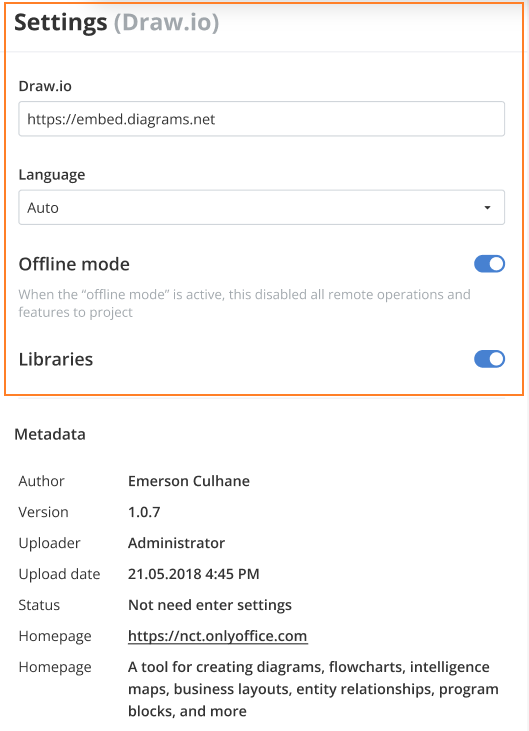 Settings (Draw.io)
Draw.io
https://embed.diagrams.net
Language
Auto
Offline mode
When the “offline mode” is active, this disabled all remote operations and
features to project
Libraries
Metadata
Author Emerson Culhane
Version 1.0.7
Uploader Administrator
Upload date 21.05.2018 4:45 PM
Status Not need enter settings
Homepage https://nct.onlyoffice.com
Homepage A tool for creating diagrams, flowcharts, intelligence
maps, business layouts, entity relationships, program
blocks, and more